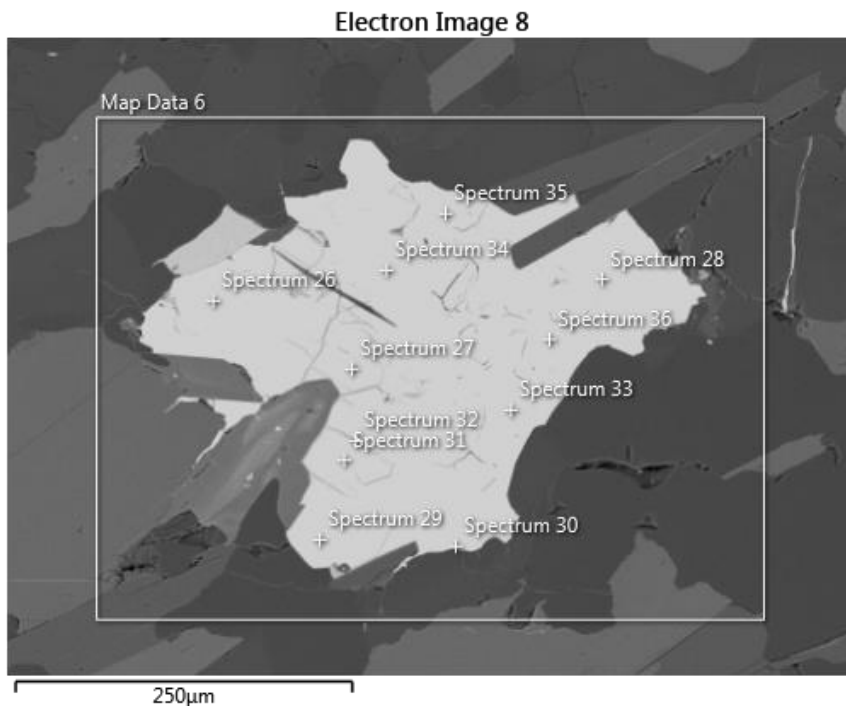 Electron Image 8
Map Data 6
Spectrum 35
Spectrum 34
Spectrum 28
Spectrum 26
Spectrum 36
Spectrum 27
Spectrum 33
Spectrum 32
Spectrum 31
Spectrum 29
Spectrum 30
250µm